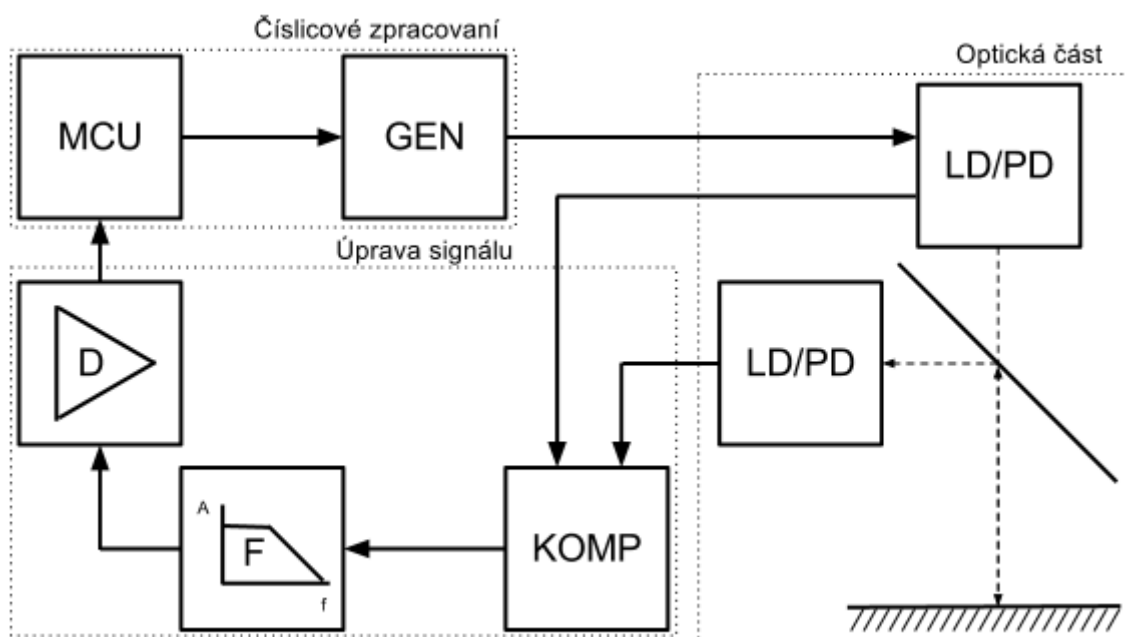 Číslicové zpracovaní
Optická část
MCU
GEN
LD/PD
Úprava signálu
D
LD/PD
A
F
f
KOMP